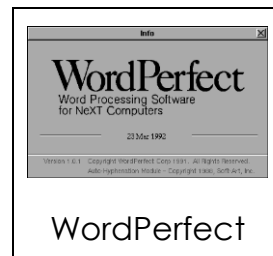 Info
WordPerfect
Word Processing Software
for NeXT Computers
23 Mar 1992
Version 1.0.1 Copyright WordPerfect Corp 1991. All Rights Reserved.
Auto Hyphenation Module - Copyright 1988, Soft Art, Inc.
WordPerfect